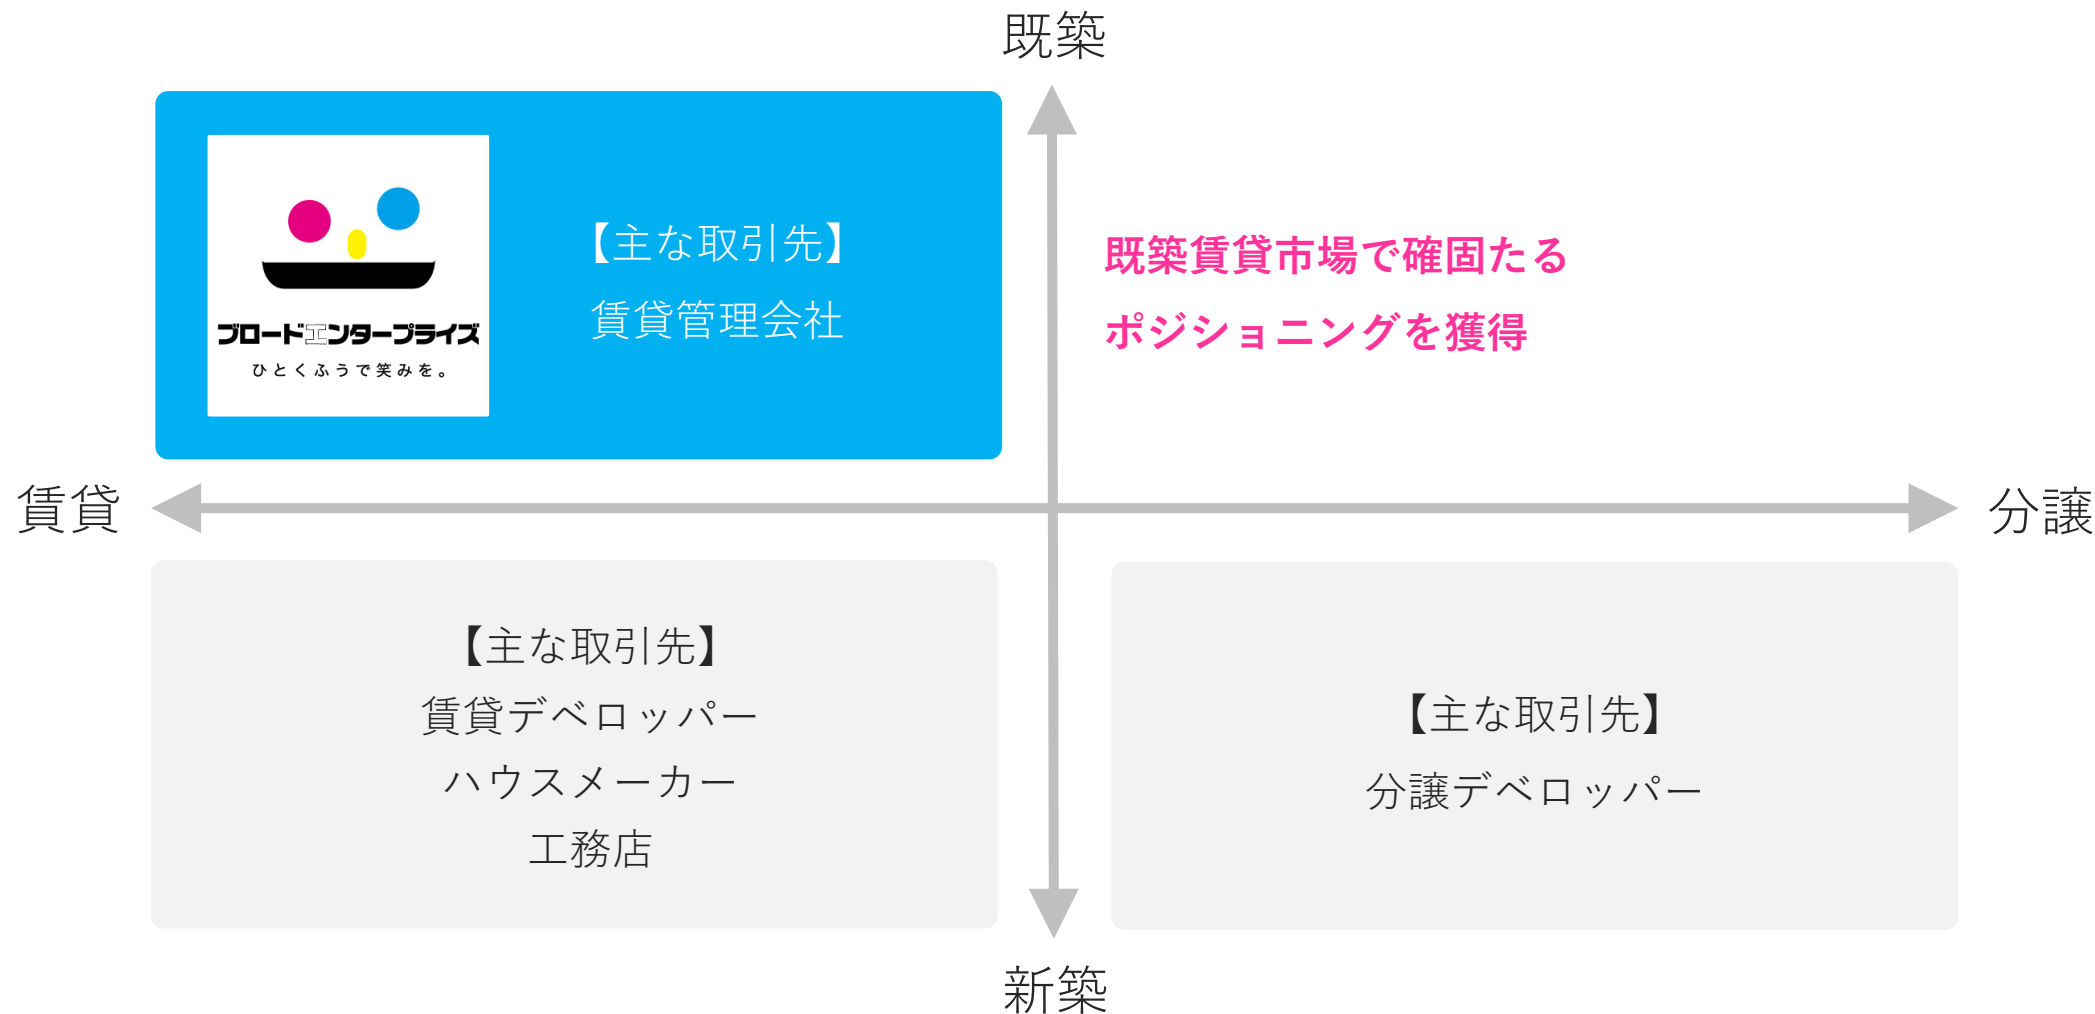 既築
ブロードエンタープライズ
ひとくふうで笑みを。
【主な取引先】
賃貸管理会社
既築賃貸市場で確固たる
ポジショニングを獲得
賃貸
分譲
【主な取引先】
賃貸デベロッパー
ハウスメーカー
工務店
【主な取引先】
分譲デベロッパー
新築